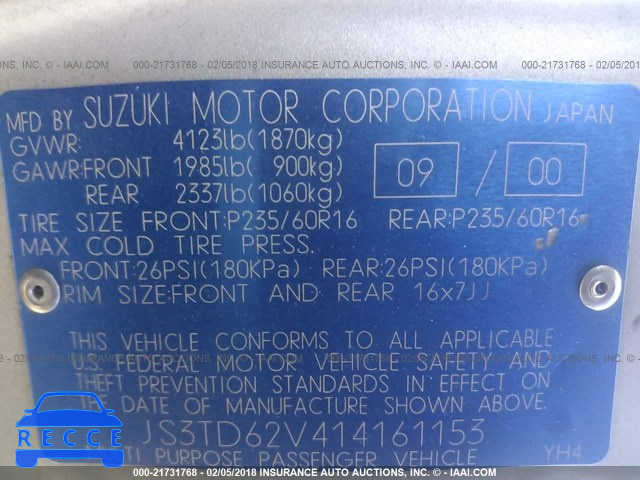 000-21731768 - 02/05/2018 INSURANCE AUTO AUCTIONS, INC. - © IAAI.COM
MFD BY SUZUKI MOTOR CORPORATION JAPAN
GVWR: 4123lb(1870kg)
GAWR:FRONT 1985lb( 900kg) 09 / 00
REAR 2337lb(1060kg)
TIRE SIZE FRONT:P235/60R16 REAR:P235/60R16
MAX COLD TIRE PRESS.
FRONT:26PSI(180KPa) REAR:26PSI(180KPa)
RIM SIZE:FRONT AND REAR 16x7JJ
THIS VEHICLE CONFORMS TO ALL APPLICABLE
U.S. FEDERAL MOTOR VEHICLE SAFETY AND
THEFT PREVENTION STANDARDS IN EFFECT ON
DATE OF MANUFACTURE SHOWN ABOVE.
JS3TD62V414161153
PURPOSE PASSENGER VEHICLE YH4
RECCE
000-21731768 - 02/05/2018 INSURANCE AUTO AUCTIONS, INC. - © IAAI.COM